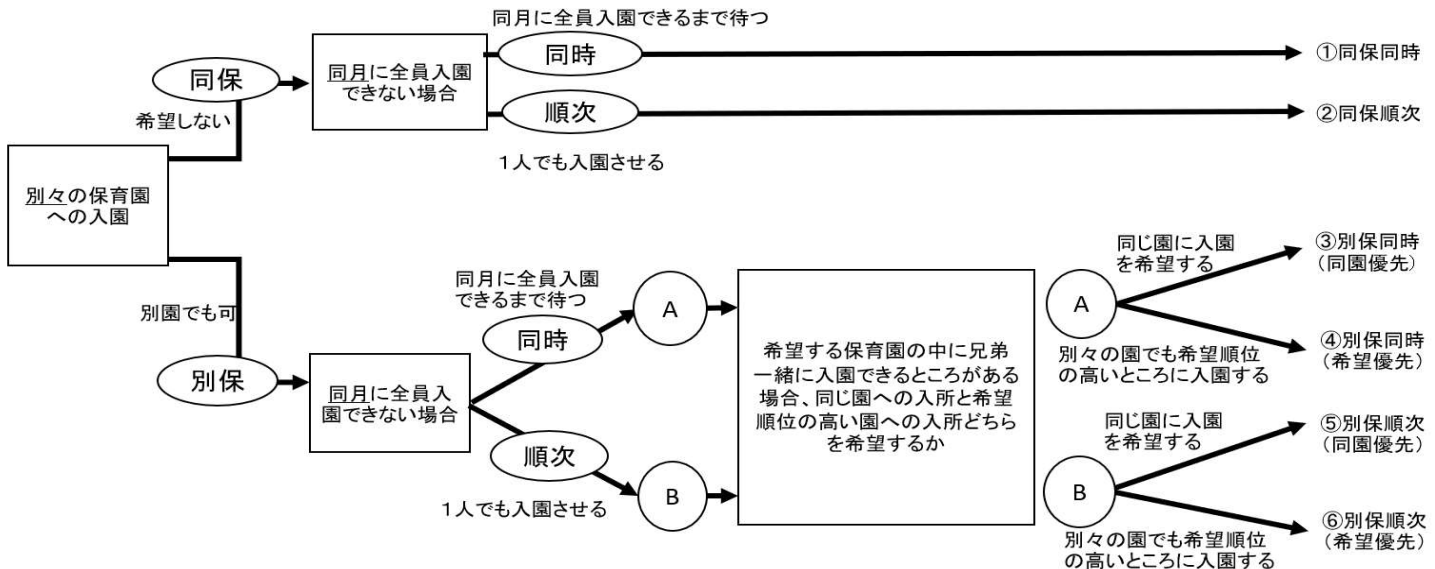 別々の保育園
への入園
希望しない
同保
同月に全員入園
できない場合
同月に全員入園できるまで待つ
同時
①同保同時
順次
②同保順次
1人でも入園させる
別園でも可
別保
同月に全員入
園できない場合
同月に全員入園
できるまで待つ
同時
A
順次
1人でも入園させる
B
希望する保育園の中に兄弟
一緒に入園できるところがある
場合、同じ園への入所と希望
順位の高い園への入所どちら
を希望するか
A
同じ園に入園
を希望する
③別保同時
(同園優先)
別々の園でも希望順位
の高いところに入園する
④別保同時
(希望優先)
B
同じ園に入園
を希望する
⑤別保順次
(同園優先)
別々の園でも希望順位
の高いところに入園する
⑥別保順次
(希望優先)